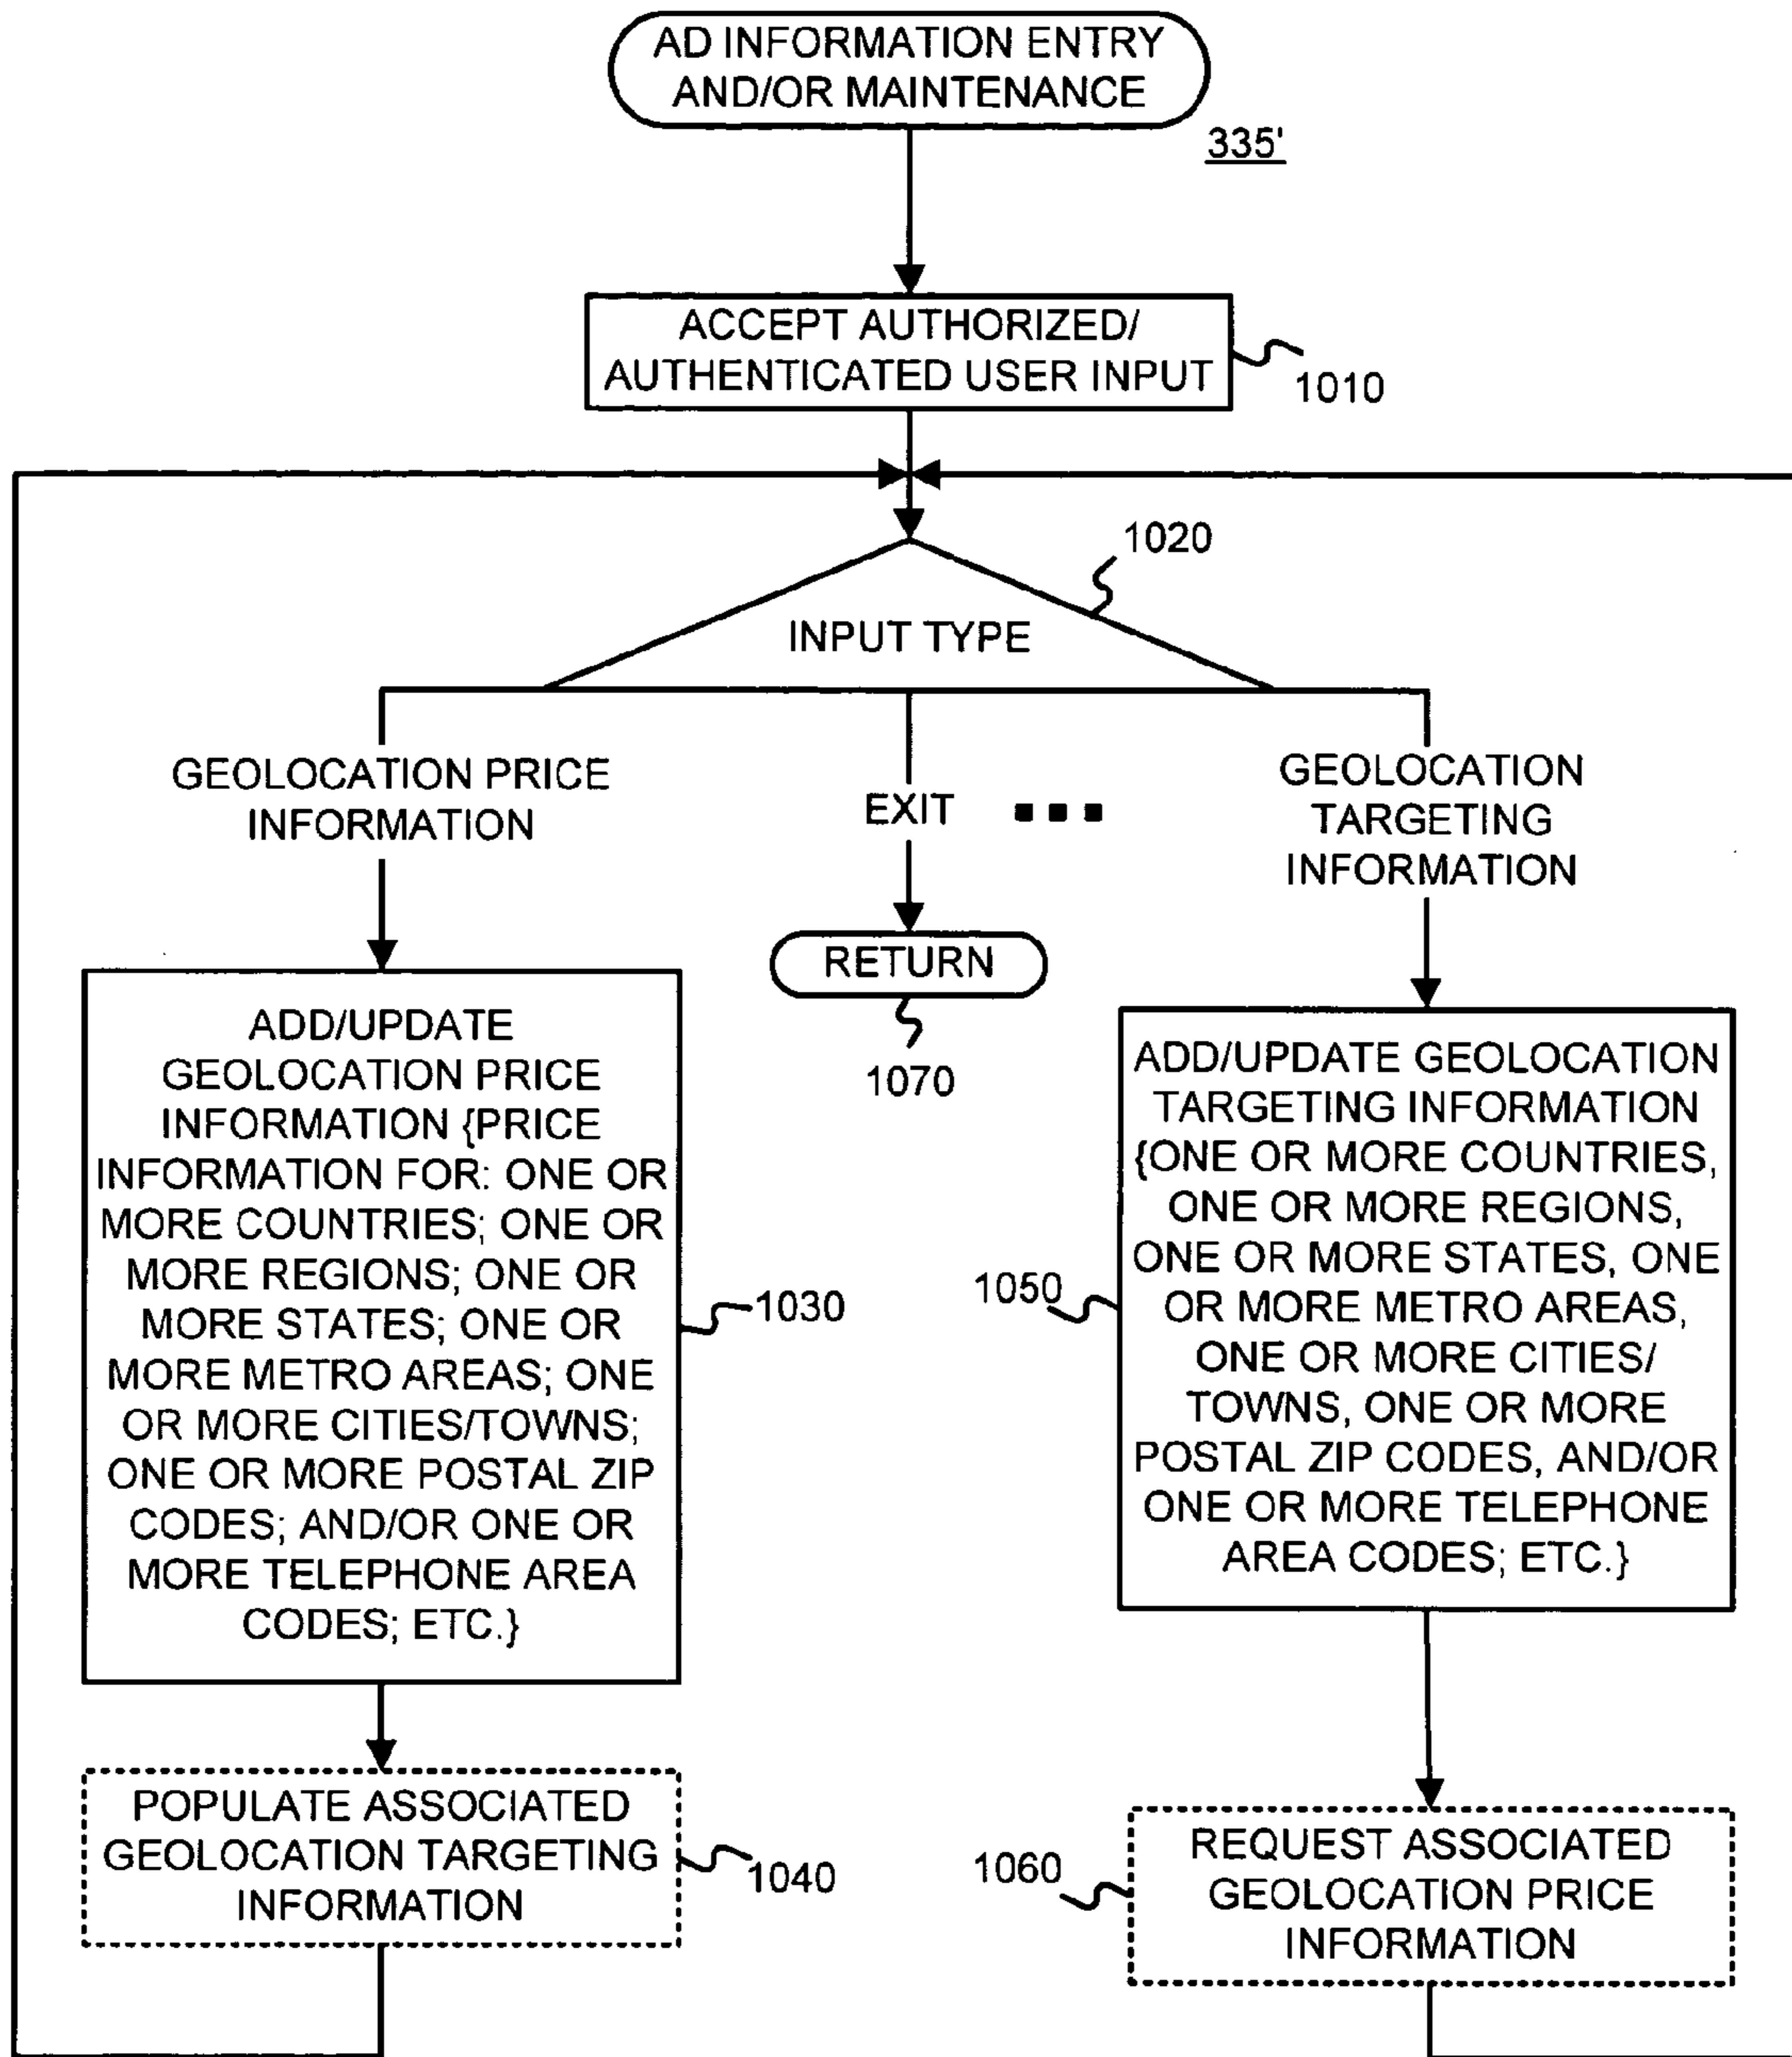 AD INFORMATION ENTRY
AND/OR MAINTENANCE
335'
ACCEPT AUTHORIZED/
AUTHENTICATED USER INPUT
1010
1020
INPUT TYPE
GEOLOCATION PRICE
INFORMATION
EXIT
GEOLOCATION
TARGETING
INFORMATION
RETURN
1070
ADD/UPDATE
GEOLOCATION PRICE
INFORMATION {PRICE
INFORMATION FOR: ONE OR
MORE COUNTRIES; ONE OR
MORE REGIONS; ONE OR
MORE STATES; ONE OR
MORE METRO AREAS; ONE
OR MORE CITIES/TOWNS;
ONE OR MORE POSTAL ZIP
CODES; AND/OR ONE OR
MORE TELEPHONE AREA
CODES; ETC.}
1030
ADD/UPDATE GEOLOCATION
TARGETING INFORMATION
{ONE OR MORE COUNTRIES,
ONE OR MORE REGIONS,
ONE OR MORE STATES, ONE
OR MORE METRO AREAS,
ONE OR MORE CITIES/
TOWNS, ONE OR MORE
POSTAL ZIP CODES, AND/OR
ONE OR MORE TELEPHONE
AREA CODES; ETC.}
1050
POPULATE ASSOCIATED
GEOLOCATION TARGETING
INFORMATION
1040
REQUEST ASSOCIATED
GEOLOCATION PRICE
INFORMATION
1060